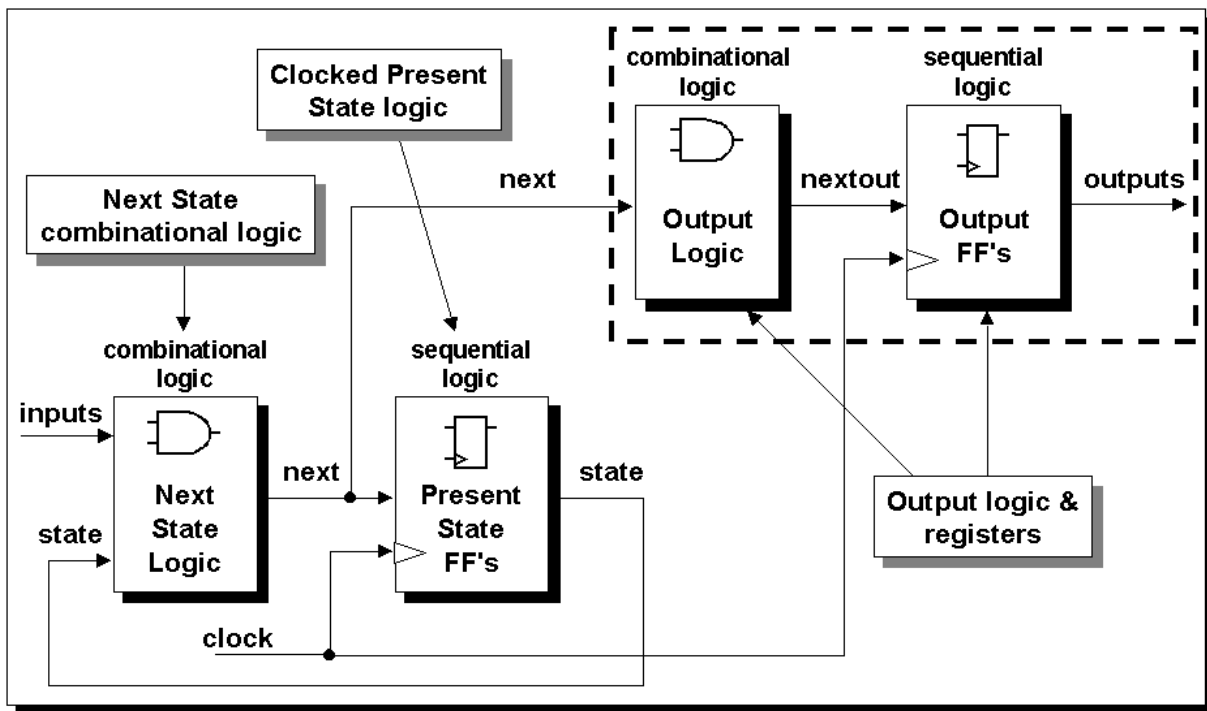 Clocked Present
State logic
combinational
logic
sequential
logic
Next State
combinational logic
next
Output
Logic
nextout
Output
FF's
outputs
combinational
logic
sequential
logic
inputs
state
Next
State
Logic
next
Present
State
FF's
state
Output logic &
registers
clock